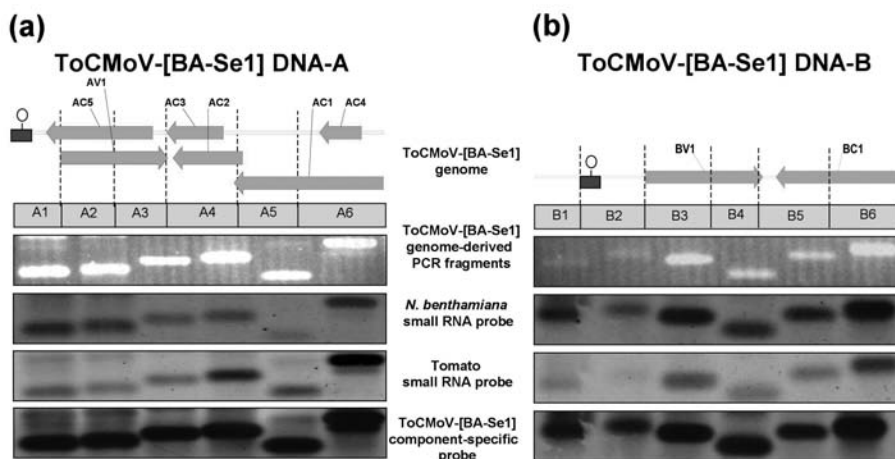 (a)
ToCMoV-[BA-Se1] DNA-A
AV1
AC5
AC3
AC2
AC1
AC4
A1
A2
A3
A4
A5
A6
ToCMoV-[BA-Se1]
genome
ToCMoV-[BA-Se1]
genome-derived
PCR fragments
N. benthamiana
small RNA probe
Tomato
small RNA probe
ToCMoV-[BA-Se1]
component-specific
probe
(b)
ToCMoV-[BA-Se1] DNA-B
BV1
BC1
B1
B2
B3
B4
B5
B6